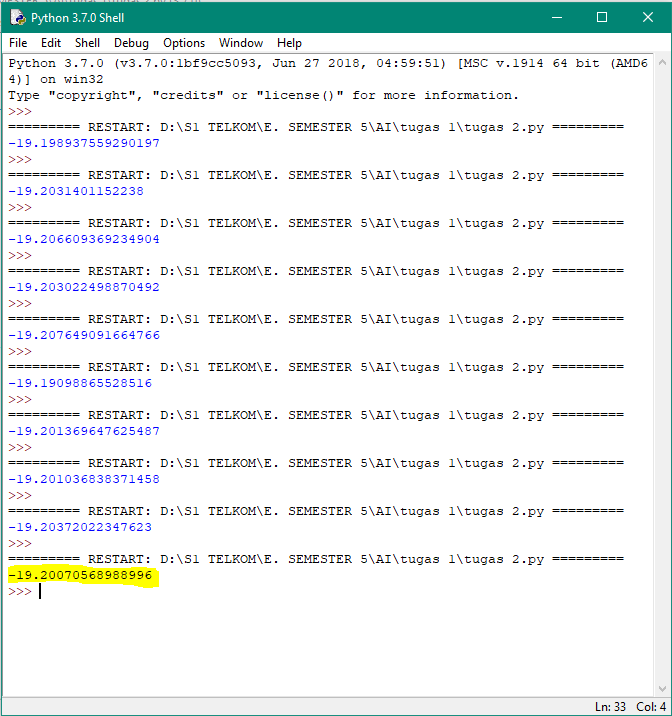 Python 3.7.0 Shell
File Edit Shell Debug Options Window Help
Python 3.7.0 (v3.7.0:1bf9cc5093, Jun 27 2018, 04:59:51) [MSC v.1914 64 bit (AMD6
4)] on win32
Type "copyright", "credits" or "license()" for more information.
>>>
========= RESTART: D:\S1 TELKOM\E. SEMESTER 5\AI\tugas 1\tugas 2.py =========
-19.198937559290197
>>>
========= RESTART: D:\S1 TELKOM\E. SEMESTER 5\AI\tugas 1\tugas 2.py =========
-19.2031401152238
>>>
========= RESTART: D:\S1 TELKOM\E. SEMESTER 5\AI\tugas 1\tugas 2.py =========
-19.206609369234904
>>>
========= RESTART: D:\S1 TELKOM\E. SEMESTER 5\AI\tugas 1\tugas 2.py =========
-19.203022498870492
>>>
========= RESTART: D:\S1 TELKOM\E. SEMESTER 5\AI\tugas 1\tugas 2.py =========
-19.207649091664766
>>>
========= RESTART: D:\S1 TELKOM\E. SEMESTER 5\AI\tugas 1\tugas 2.py =========
-19.19098865528516
>>>
========= RESTART: D:\S1 TELKOM\E. SEMESTER 5\AI\tugas 1\tugas 2.py =========
-19.201369647625487
>>>
========= RESTART: D:\S1 TELKOM\E. SEMESTER 5\AI\tugas 1\tugas 2.py =========
-19.201036838371458
>>>
========= RESTART: D:\S1 TELKOM\E. SEMESTER 5\AI\tugas 1\tugas 2.py =========
-19.20372022347623
>>>
========= RESTART: D:\S1 TELKOM\E. SEMESTER 5\AI\tugas 1\tugas 2.py =========
-19.20070568988996
>>>
Ln: 33 Col: 4